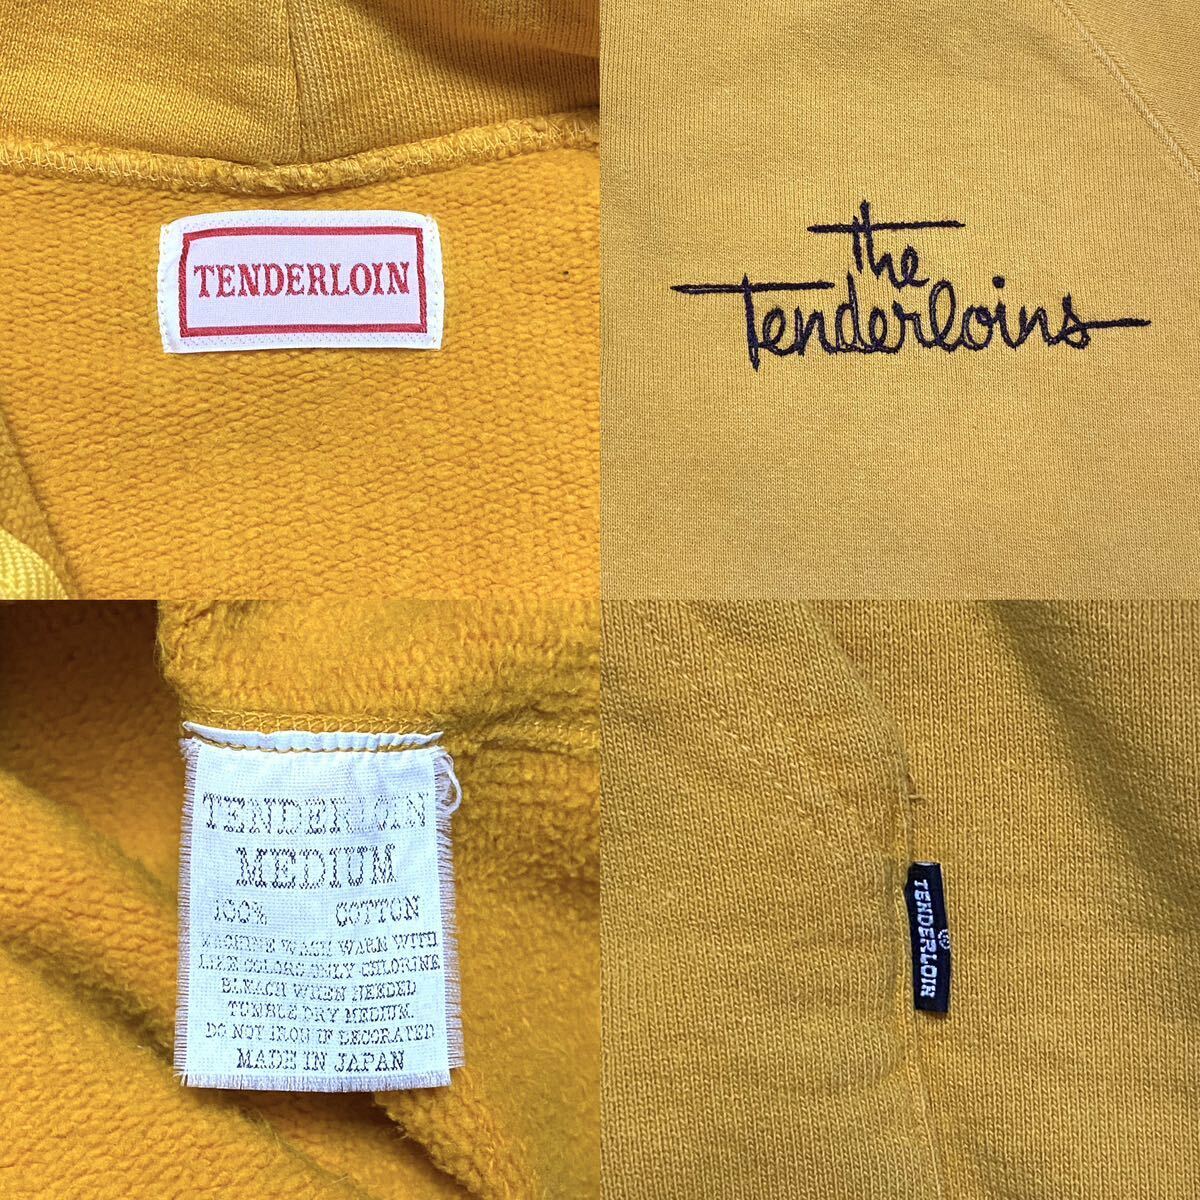 TENDERLOIN
the
Tenderloins
TENDERLOIN
MEDIUM
100% COTTON
MACHINE WASH WARM WITH
LIKE COLORS ONLY CHLORINE
BLEACH WHEN NEEDED
TUMBLE DRY MEDIUM.
DO NOT IRON IF DECORATED
MADE IN JAPAN
TENDERLOIN